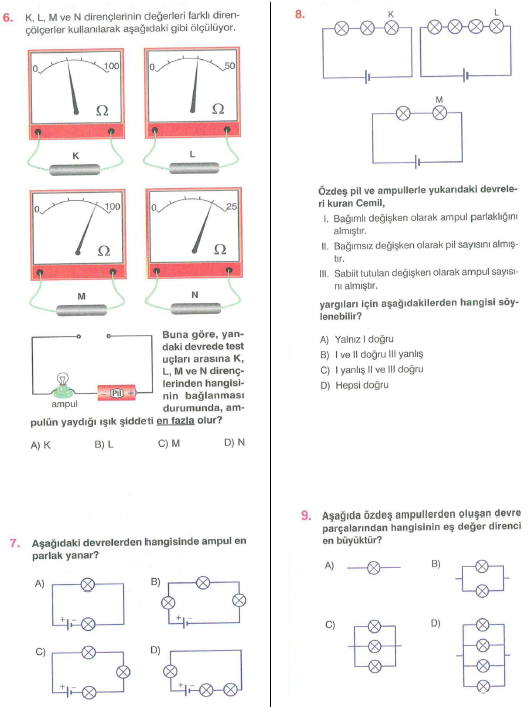 6. K, L, M ve N dirençlerinin değerleri farklı diren-
çölçerler kullanılarak aşağıdaki gibi ölçülüyor.
0 100
Ω
K
0 50
Ω
L
0 100
Ω
M
0 25
Ω
N
ampul
- Pil +
Buna göre, yan-
daki devrede test
uçları arasına K,
L, M ve N direnç-
lerinden hangisi-
nin bağlanması
durumunda, am-
pulün yaydığı ışık şiddeti en fazla olur?
A) K B) L C) M D) N
7. Aşağıdaki devrelerden hangisinde ampul en
parlak yanar?
A)
+ -
B)
+ -
C)
+ -
D)
+ -
8.
K
L
M
Özdeş pil ve ampullerle yukarıdaki devrele-
ri kuran Cemil,
I. Bağımlı değişken olarak ampul parlaklığını
almıştır.
II. Bağımsız değişken olarak pil sayısını almış-
tır.
III. Sabit tutulan değişken olarak ampul sayısı-
nı almıştır.
yargıları için aşağıdakilerden hangisi söy-
lenebilir?
A) Yalnız I doğru
B) I ve II doğru III yanlış
C) I yanlış II ve III doğru
D) Hepsi doğru
9. Aşağıda özdeş ampullerden oluşan devre
parçalarından hangisinin eş değer direnci
en büyüktür?
A)
B)
C)
D)